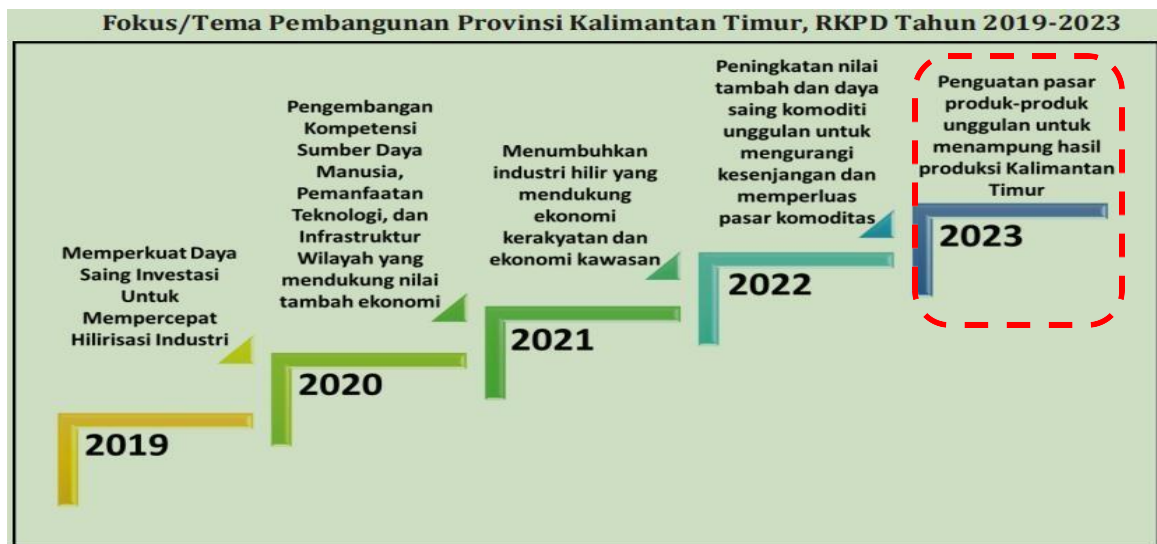 Fokus/Tema Pembangunan Provinsi Kalimantan Timur, RKPD Tahun 2019-2023
Memperkuat Daya
Saing Investasi
Untuk
Mempercepat
Hilirisasi Industri
2019
Pengembangan
Kompetensi
Sumber Daya
Manusia,
Pemanfaatan
Teknologi, dan
Infrastruktur
Wilayah yang
mendukung nilai
tambah ekonomi
2020
Menumbuhkan
industri hilir yang
mendukung
ekonomi
kerakyatan dan
ekonomi kawasan
2021
Peningkatan nilai
tambah dan daya
saing komoditi
unggulan untuk
mengurangi
kesenjangan dan
memperluas
pasar komoditas
2022
Penguatan pasar
produk-produk
unggulan untuk
menampung hasil
produksi Kalimantan
Timur
2023